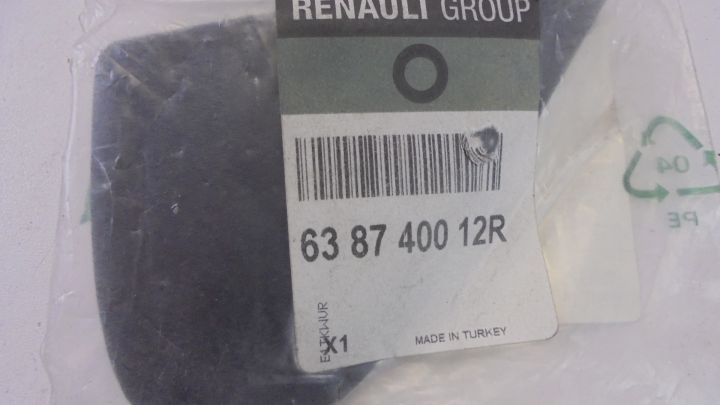 RENAULT GROUP
63 87 400 12R
X1
MADE IN TURKEY
04
PE